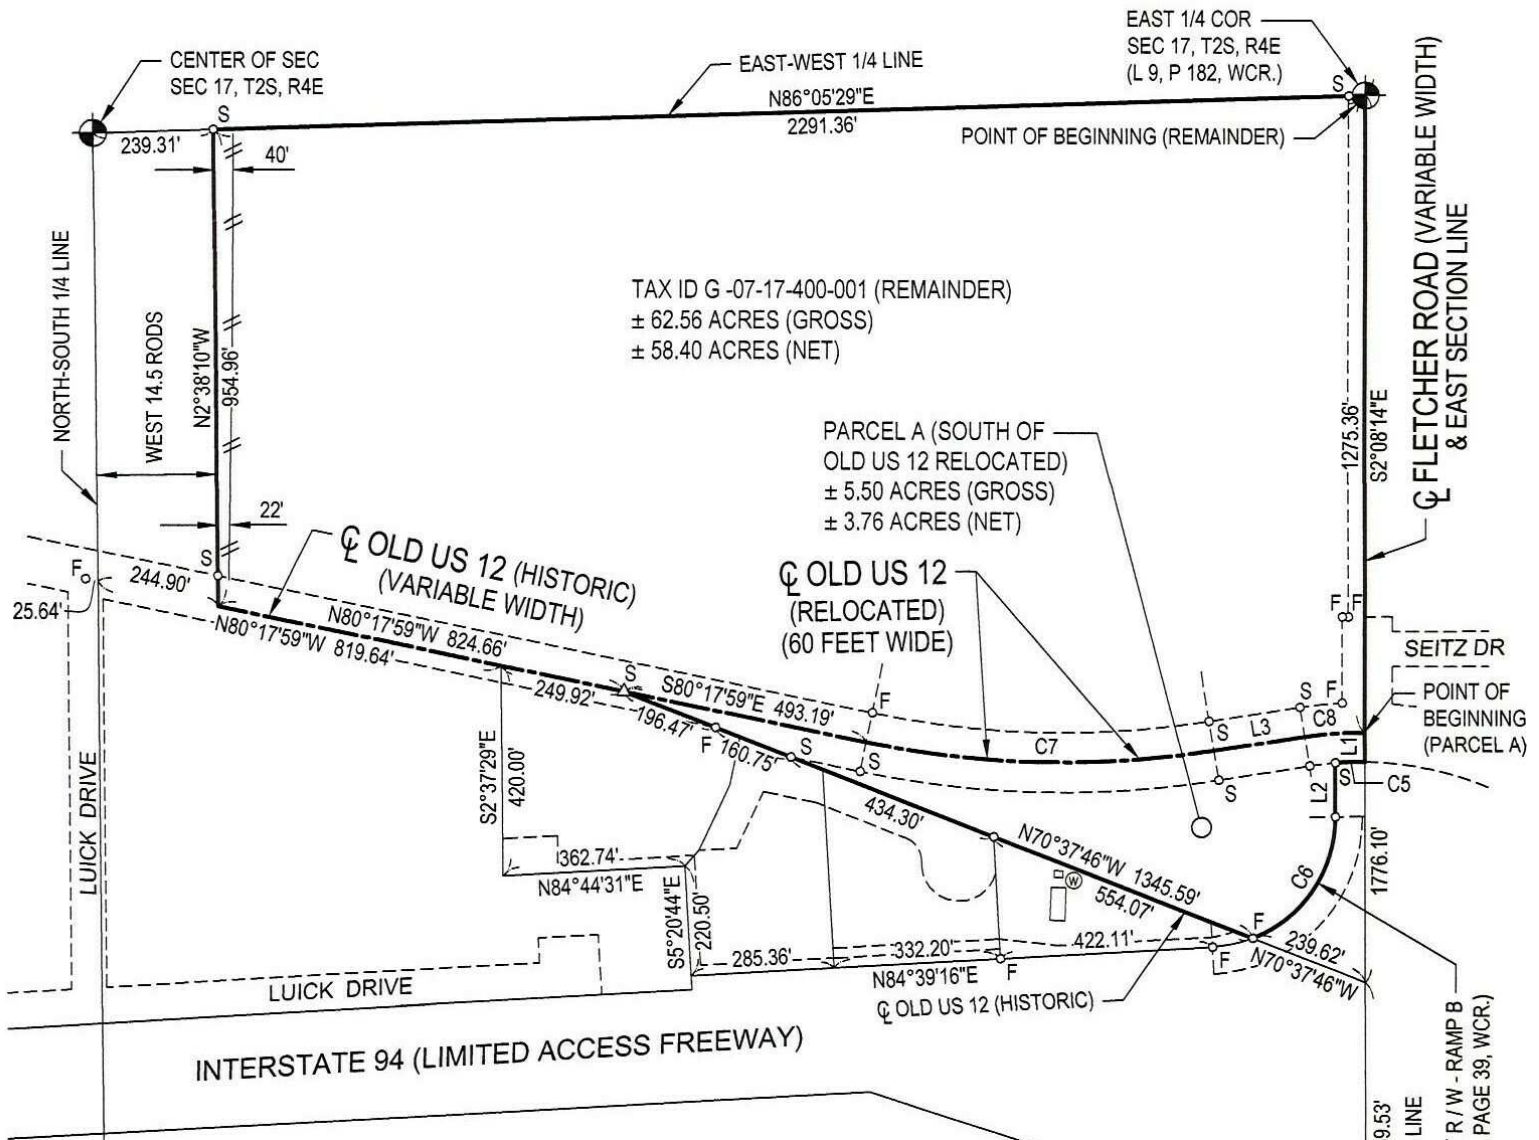 EAST 1/4 COR
SEC 17, T2S, R4E
(L 9, P 182, WCR.)
CENTER OF SEC
SEC 17, T2S, R4E
EAST-WEST 1/4 LINE
S
N86°05'29"E
2291.36'
POINT OF BEGINNING (REMAINDER)
S
239.31'
40'
℄ FLETCHER ROAD (VARIABLE WIDTH)
& EAST SECTION LINE
NORTH-SOUTH 1/4 LINE
WEST 14.5 RODS
N2°38'10"W
954.96'
TAX ID G -07-17-400-001 (REMAINDER)
± 62.56 ACRES (GROSS)
± 58.40 ACRES (NET)
1275.36'
S2°08'14"E
PARCEL A (SOUTH OF
OLD US 12 RELOCATED)
± 5.50 ACRES (GROSS)
± 3.76 ACRES (NET)
22'
℄ OLD US 12 (HISTORIC)
(VARIABLE WIDTH)
S
F
244.90'
25.64'
℄ OLD US 12
(RELOCATED)
(60 FEET WIDE)
F
F
N80°17'59"W 824.66'
N80°17'59"W 819.64'
SEITZ DR
S
S80°17'59"E 493.19'
249.92'
196.47'
F
S
F
POINT OF
BEGINNING
(PARCEL A)
C8
L3
S
C7
L1
F
160.75'
S
S
S
S
L2
C5
S2°37'29"E
420.00'
434.30'
LUICK DRIVE
362.74'
N84°44'31"E
N70°37'46"W 1345.59'
554.07'
W
C6
1776.10'
S5°20'44"E
220.50'
F
239.62'
N70°37'46"W
285.36'
332.20'
422.11'
F
F
N84°39'16"E
LUICK DRIVE
℄ OLD US 12 (HISTORIC)
INTERSTATE 94 (LIMITED ACCESS FREEWAY)
R / W - RAMP B
PAGE 39, WCR.)
9.53'
LINE